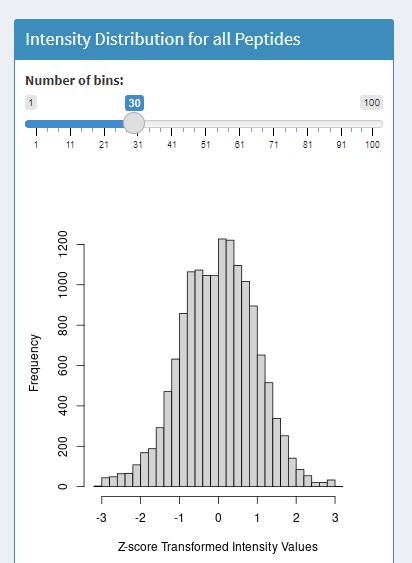 Intensity Distribution for all Peptides
Number of bins:
1 30 100
1 11 21 31 41 51 61 71 81 91 100
1200
1000
800
600
400
200
0
Frequency
-3 -2 -1 0 1 2 3
Z-score Transformed Intensity Values